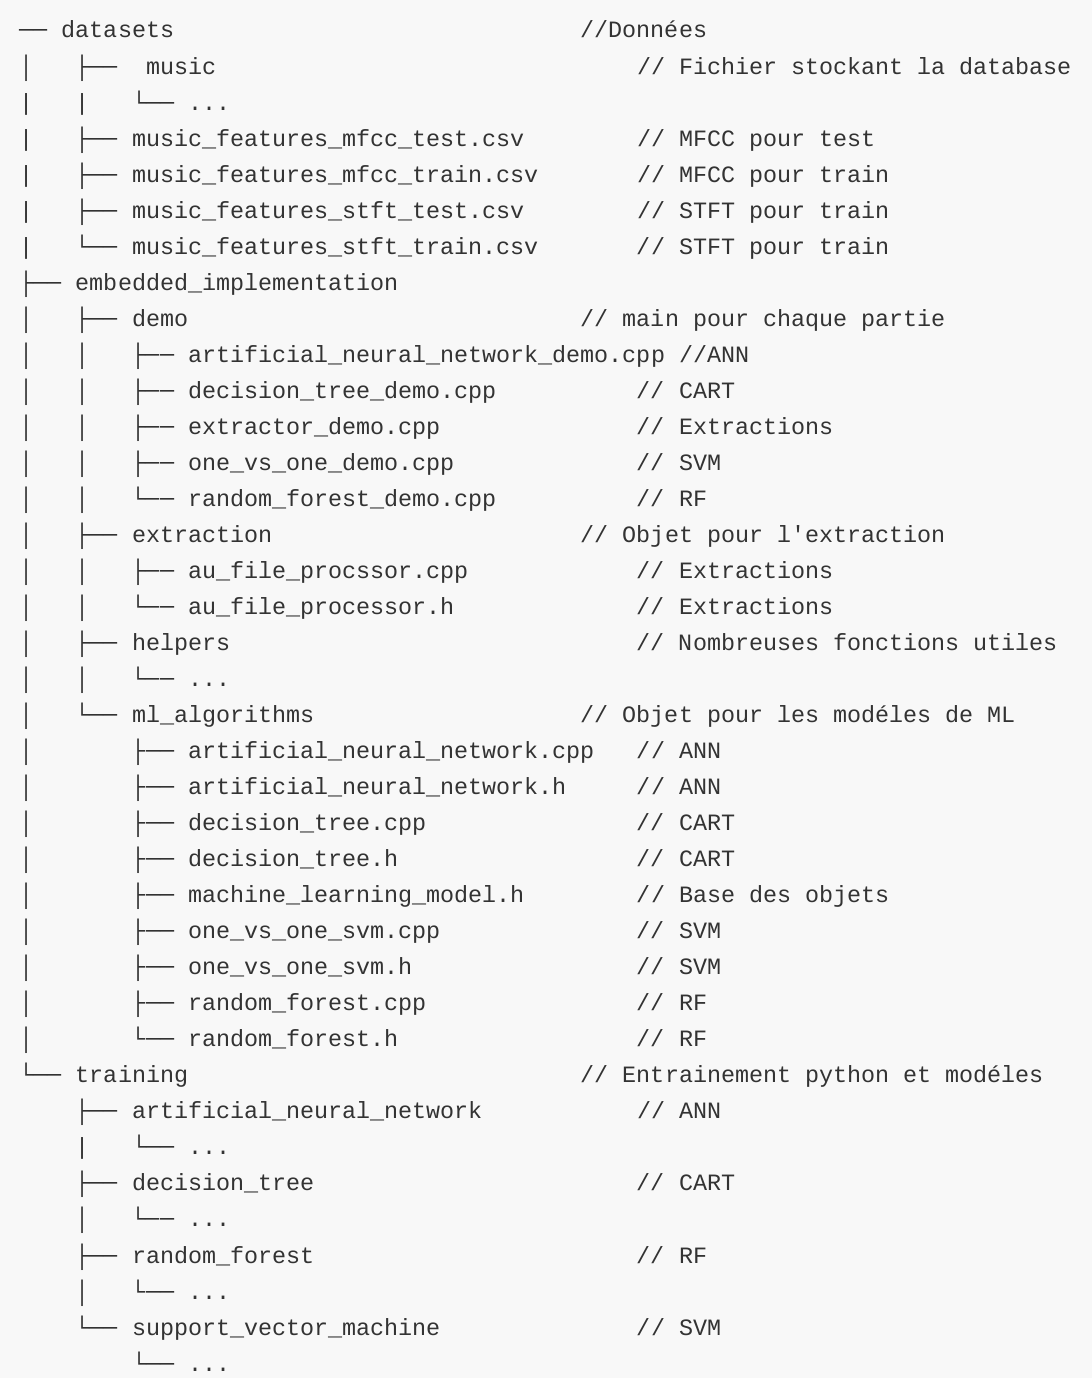 ── datasets                             //Données
│   ├──  music                              // Fichier stockant la database
|   |   └── ...
|   ├── music_features_mfcc_test.csv        // MFCC pour test
|   ├── music_features_mfcc_train.csv       // MFCC pour train
|   ├── music_features_stft_test.csv        // STFT pour train
|   └── music_features_stft_train.csv       // STFT pour train
├── embedded_implementation
│   ├── demo                            // main pour chaque partie
│   │   ├── artificial_neural_network_demo.cpp //ANN
│   │   ├── decision_tree_demo.cpp          // CART
│   │   ├── extractor_demo.cpp              // Extractions
│   │   ├── one_vs_one_demo.cpp             // SVM
│   │   └── random_forest_demo.cpp          // RF
│   ├── extraction                      // Objet pour l'extraction
│   │   ├── au_file_procssor.cpp            // Extractions
│   │   └── au_file_processor.h             // Extractions
│   ├── helpers                             // Nombreuses fonctions utiles
│   │   └── ...
│   └── ml_algorithms                   // Objet pour les modéles de ML
│       ├── artificial_neural_network.cpp   // ANN
│       ├── artificial_neural_network.h     // ANN
│       ├── decision_tree.cpp               // CART
│       ├── decision_tree.h                 // CART
│       ├── machine_learning_model.h        // Base des objets
│       ├── one_vs_one_svm.cpp              // SVM
│       ├── one_vs_one_svm.h                // SVM
│       ├── random_forest.cpp               // RF
│       └── random_forest.h                 // RF
└── training                            // Entrainement python et modéles
    ├── artificial_neural_network           // ANN
    |   └── ...
    ├── decision_tree                       // CART
    │   └── ...
    ├── random_forest                       // RF
    │   └── ...
    └── support_vector_machine              // SVM
        └── ...